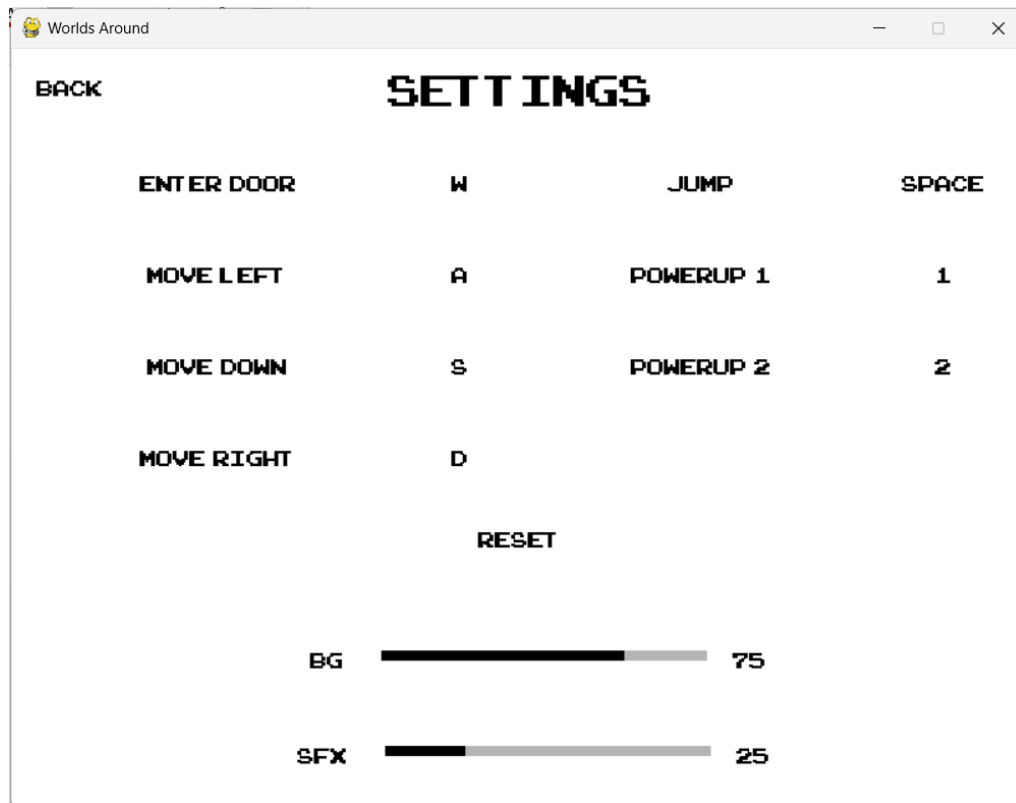 Worlds Around
BACK
SETTINGS
ENTER DOOR W JUMP SPACE
MOVE LEFT A POWERUP 1 1
MOVE DOWN S POWERUP 2 2
MOVE RIGHT D
RESET
BG 75
SFX 25